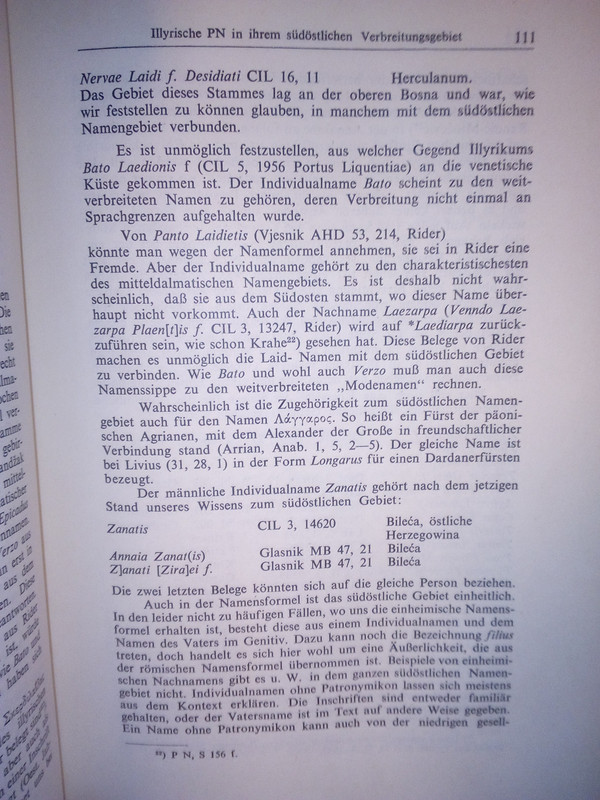 Illyrische PN in ihrem südöstlichen Verbreitungsgebiet 111
Nervae Laidi f. Desidiati CIL 16, 11 Herculanum.
Das Gebiet dieses Stammes lag an der oberen Bosna und war, wie
wir feststellen zu können glauben, in manchem mit dem südöstlichen
Namengebiet verbunden.
Es ist unmöglich festzustellen, aus welcher Gegend Illyrikums
Bato Laedionis f (CIL 5, 1956 Portus Liquentiae) an die venetische
Küste gekommen ist. Der Individualname Bato scheint zu den weit-
verbreiteten Namen zu gehören, deren Verbreitung nicht einmal an
Sprachgrenzen aufgehalten wurde.
Von Panto Laidietis (Vjesnik AHD 53, 214, Rider)
könnte man wegen der Namenformel annehmen, sie sei in Rider eine
Fremde. Aber der Individualname gehört zu den charakteristischesten
des mitteldalmatischen Namengebiets. Es ist deshalb nicht wahr-
scheinlich, daß sie aus dem Südosten stammt, wo dieser Name über-
haupt nicht vorkommt. Auch der Nachname Laezarpa (Venndo Lae-
zarpa Plaen[t]is f. CIL 3, 13247, Rider) wird auf *Laediarpa zurück-
zuführen sein, wie schon Krahe²²) gesehen hat. Diese Belege von Rider
machen es unmöglich die Laid- Namen mit dem südöstlichen Gebiet
zu verbinden. Wie Bato und wohl auch Verzo muß man auch diese
Namenssippe zu den weitverbreiteten „Modenamen“ rechnen.
Wahrscheinlich ist die Zugehörigkeit zum südöstlichen Namen-
gebiet auch für den Namen Λάγγαρος. So heißt ein Fürst der päoni-
schen Agrianen, mit dem Alexander der Große in freundschaftlicher
Verbindung stand (Arrian, Anab. 1, 5, 2—5). Der gleiche Name ist
bei Livius (31, 28, 1) in der Form Longarus für einen Dardanerfürsten
bezeugt.
Der männliche Individualname Zanatis gehört nach dem jetzigen
Stand unseres Wissens zum südöstlichen Gebiet:
Zanatis CIL 3, 14620 Bileća, östliche
Herzegowina
Annaia Zanat(is) Glasnik MB 47, 21 Bileća
Z]anati [Zira]ei f. Glasnik MB 47, 21 Bileća
Die zwei letzten Belege könnten sich auf die gleiche Person beziehen.
Auch in der Namensformel ist das südöstliche Gebiet einheitlich.
In den leider nicht zu häufigen Fällen, wo uns die einheimische Namens-
formel erhalten ist, besteht diese aus einem Individualnamen und dem
Namen des Vaters im Genitiv. Dazu kann noch die Bezeichnung filius
treten, doch handelt es sich hier wohl um eine Äußerlichkeit, die aus
der römischen Namensformel übernommen ist. Beispiele von einheimi-
schen Nachnamens gibt es u. W. in dem ganzen südöstlichen Namen-
gebiet nicht. Individualnamen ohne Patronymikon lassen sich meistens
aus dem Kontext erklären. Die Inschriften sind entweder familiär
gehalten, oder der Vatersname ist im Text auf andere Weise gegeben.
Ein Name ohne Patronymikon kann auch von der niedrigen gesell-
²²) P N, S 156 f.